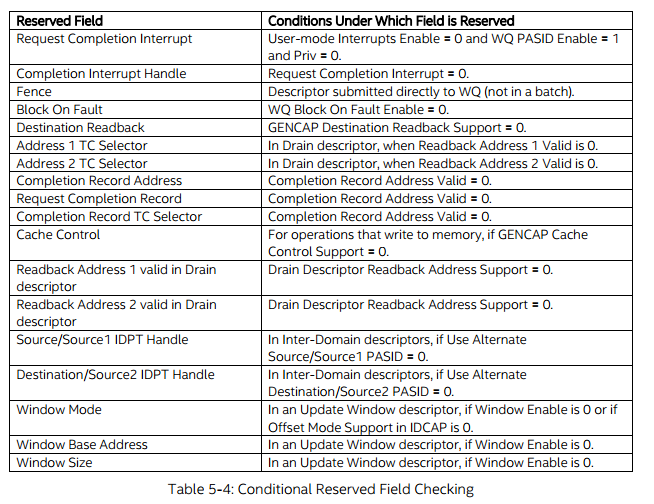 Reserved Field Conditions Under Which Field is Reserved
Request Completion Interrupt User-mode Interrupts Enable = 0 and WQ PASID Enable = 1
and Priv = 0.
Completion Interrupt Handle Request Completion Interrupt = 0.
Fence Descriptor submitted directly to WQ (not in a batch).
Block On Fault WQ Block On Fault Enable = 0.
Destination Readback GENCAP Destination Readback Support = 0.
Address 1 TC Selector In Drain descriptor, when Readback Address 1 Valid is 0.
Address 2 TC Selector In Drain descriptor, when Readback Address 2 Valid is 0.
Completion Record Address Completion Record Address Valid = 0.
Request Completion Record Completion Record Address Valid = 0.
Completion Record TC Selector Completion Record Address Valid = 0.
Cache Control For operations that write to memory, if GENCAP Cache
Control Support = 0.
Readback Address 1 valid in Drain Drain Descriptor Readback Address Support = 0.
descriptor
Readback Address 2 valid in Drain Drain Descriptor Readback Address Support = 0.
descriptor
Source/Source1 IDPT Handle In Inter-Domain descriptors, if Use Alternate
Source/Source1 PASID = 0.
Destination/Source2 IDPT Handle In Inter-Domain descriptors, if Use Alternate
Destination/Source2 PASID = 0.
Window Mode In an Update Window descriptor, if Window Enable is 0 or if
Offset Mode Support in IDCAP is 0.
Window Base Address In an Update Window descriptor, if Window Enable is 0.
Window Size In an Update Window descriptor, if Window Enable is 0.
Table 5-4: Conditional Reserved Field Checking